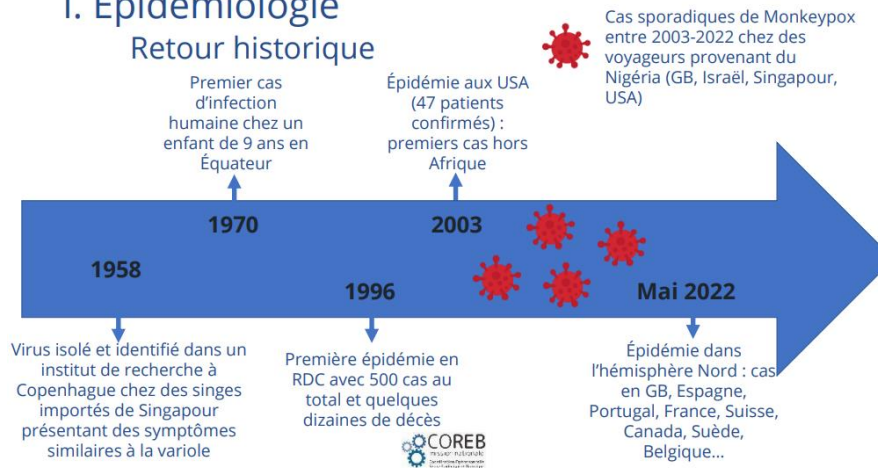 I. Épidémiologie
Retour historique
Cas sporadiques de Monkeypox
entre 2003-2022 chez des
voyageurs provenant du
Nigéria (GB, Israël, Singapour,
USA)
Premier cas
d'infection
humaine chez un
enfant de 9 ans en
Équateur
Épidémie aux USA
(47 patients
confirmés) :
premiers cas hors
Afrique
1970
2003
1958
1996
Mai 2022
Virus isolé et identifié dans un
institut de recherche à
Copenhague chez des singes
importés de Singapour
présentant des symptômes
similaires à la variole
Première épidémie en
RDC avec 500 cas au
total et quelques
dizaines de décès
Épidémie dans
l'hémisphère Nord : cas
en GB, Espagne,
Portugal, France, Suisse,
Canada, Suède,
Belgique...
COREB
mission nationale